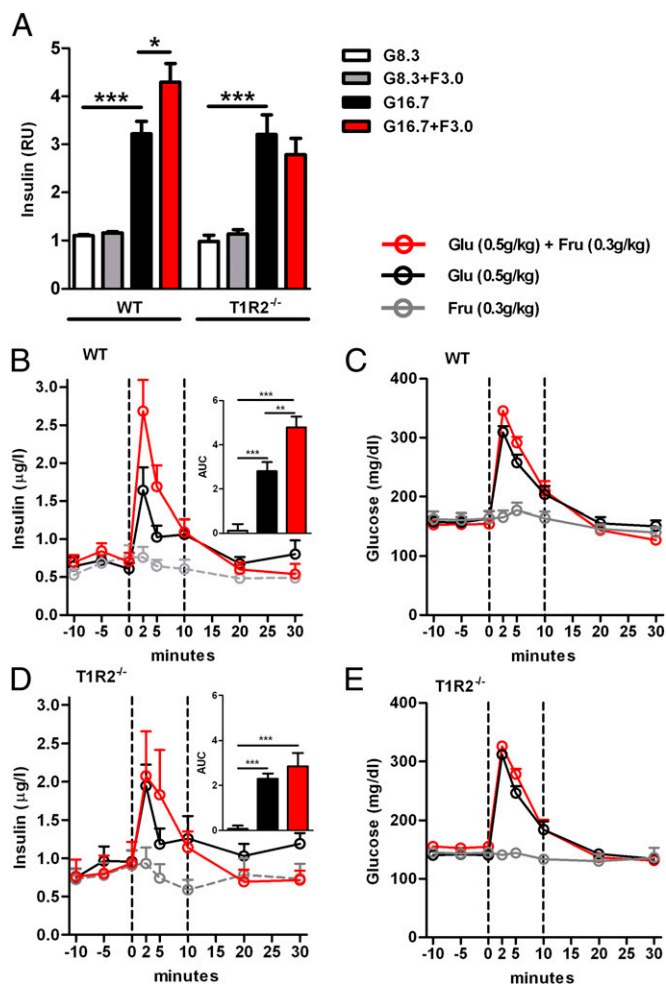 A
Insulin (RU)
5
4
3
2
1
0
***
*
***
WT
T1R2-/-
G8.3
G8.3+F3.0
G16.7
G16.7+F3.0
Glu (0.5g/kg) + Fru (0.3g/kg)
Glu (0.5g/kg)
Fru (0.3g/kg)
B
WT
Insulin (µg/l)
3.0
2.5
2.0
1.5
1.0
0.5
0.0
-10 -5 0 2 5 10 15 20 25 30
minutes
AUC
6
4
2
0
***
**
***
C
WT
Glucose (mg/dl)
400
300
200
100
0
-10 -5 0 2 5 10 15 20 25 30
minutes
D
T1R2-/-
Insulin (µg/l)
3.0
2.5
2.0
1.5
1.0
0.5
0.0
-10 -5 0 2 5 10 15 20 25 30
minutes
AUC
6
4
2
0
***
***
E
T1R2-/-
Glucose (mg/dl)
400
300
200
100
0
-10 -5 0 2 5 10 15 20 25 30
minutes